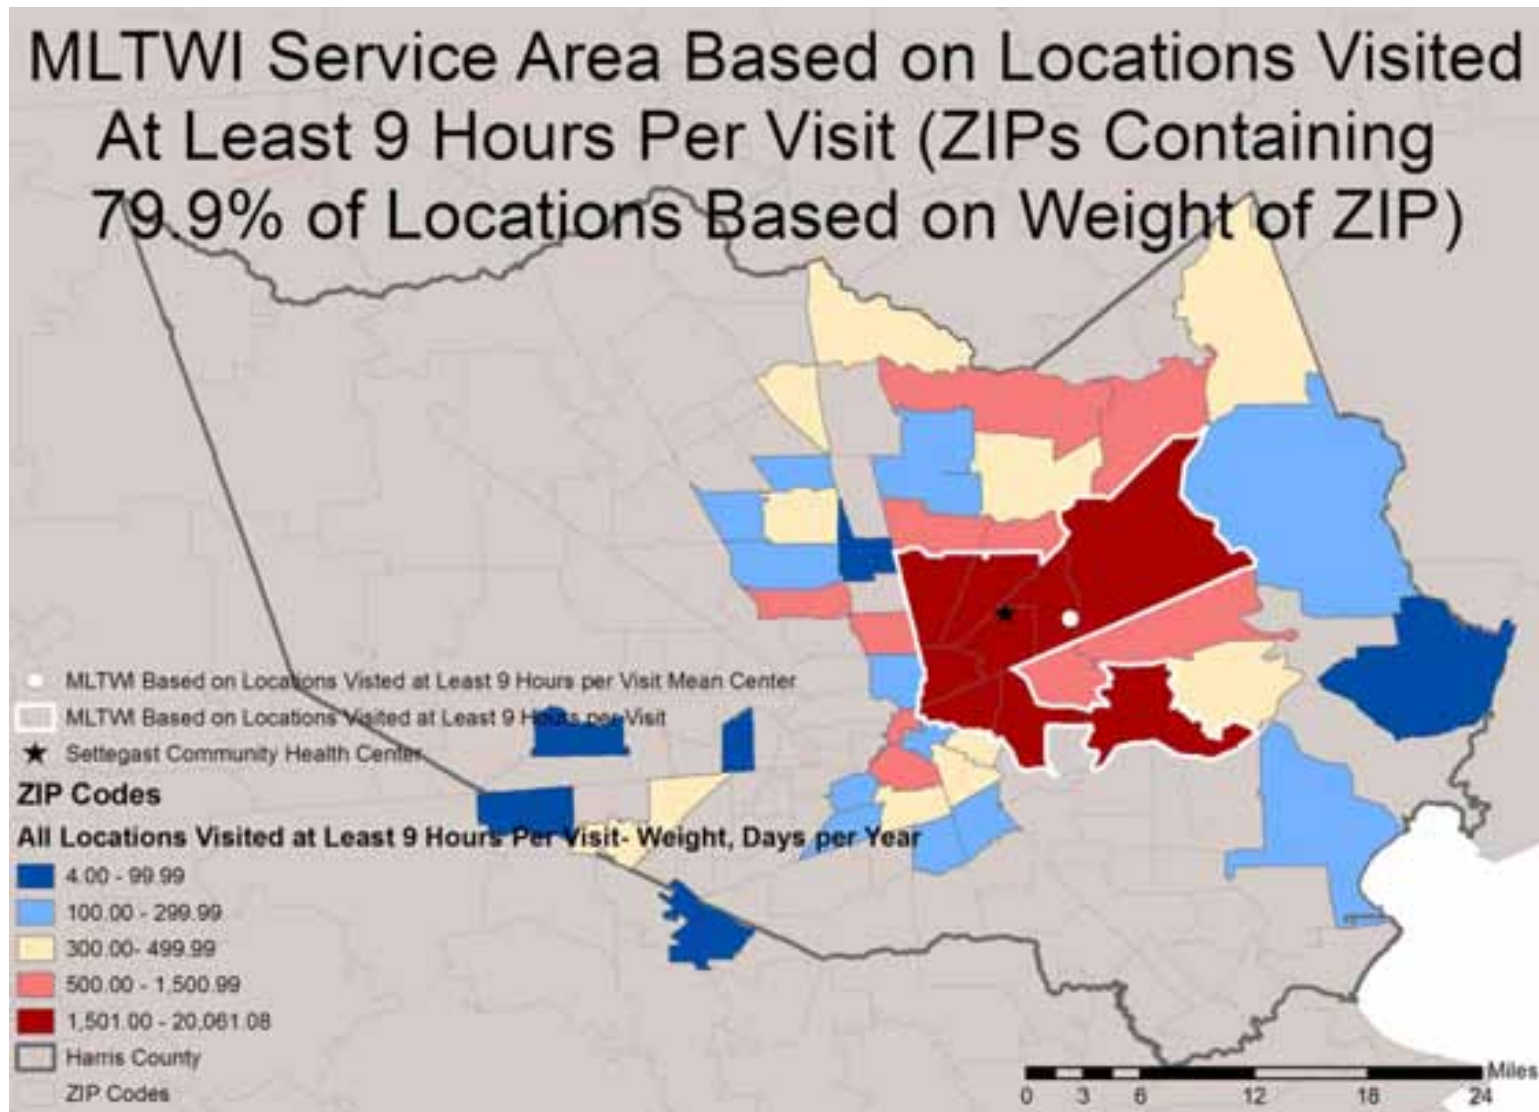 MLTWI Service Area Based on Locations Visited
At Least 9 Hours Per Visit (ZIPs Containing
79.9% of Locations Based on Weight of ZIP)
MLTWI Based on Locations Visted at Least 9 Hours per Visit Mean Center
MLTWI Based on Locations Visited at Least 9 Hours per Visit
Settegast Community Health Center
ZIP Codes
All Locations Visited at Least 9 Hours Per Visit- Weight, Days per Year
4.00 - 99.99
100.00 - 299.99
300.00- 499.99
500.00 - 1,500.99
1,501.00 - 20,061.08
Harris County
ZIP Codes
Miles
0 3 6 12 18 24